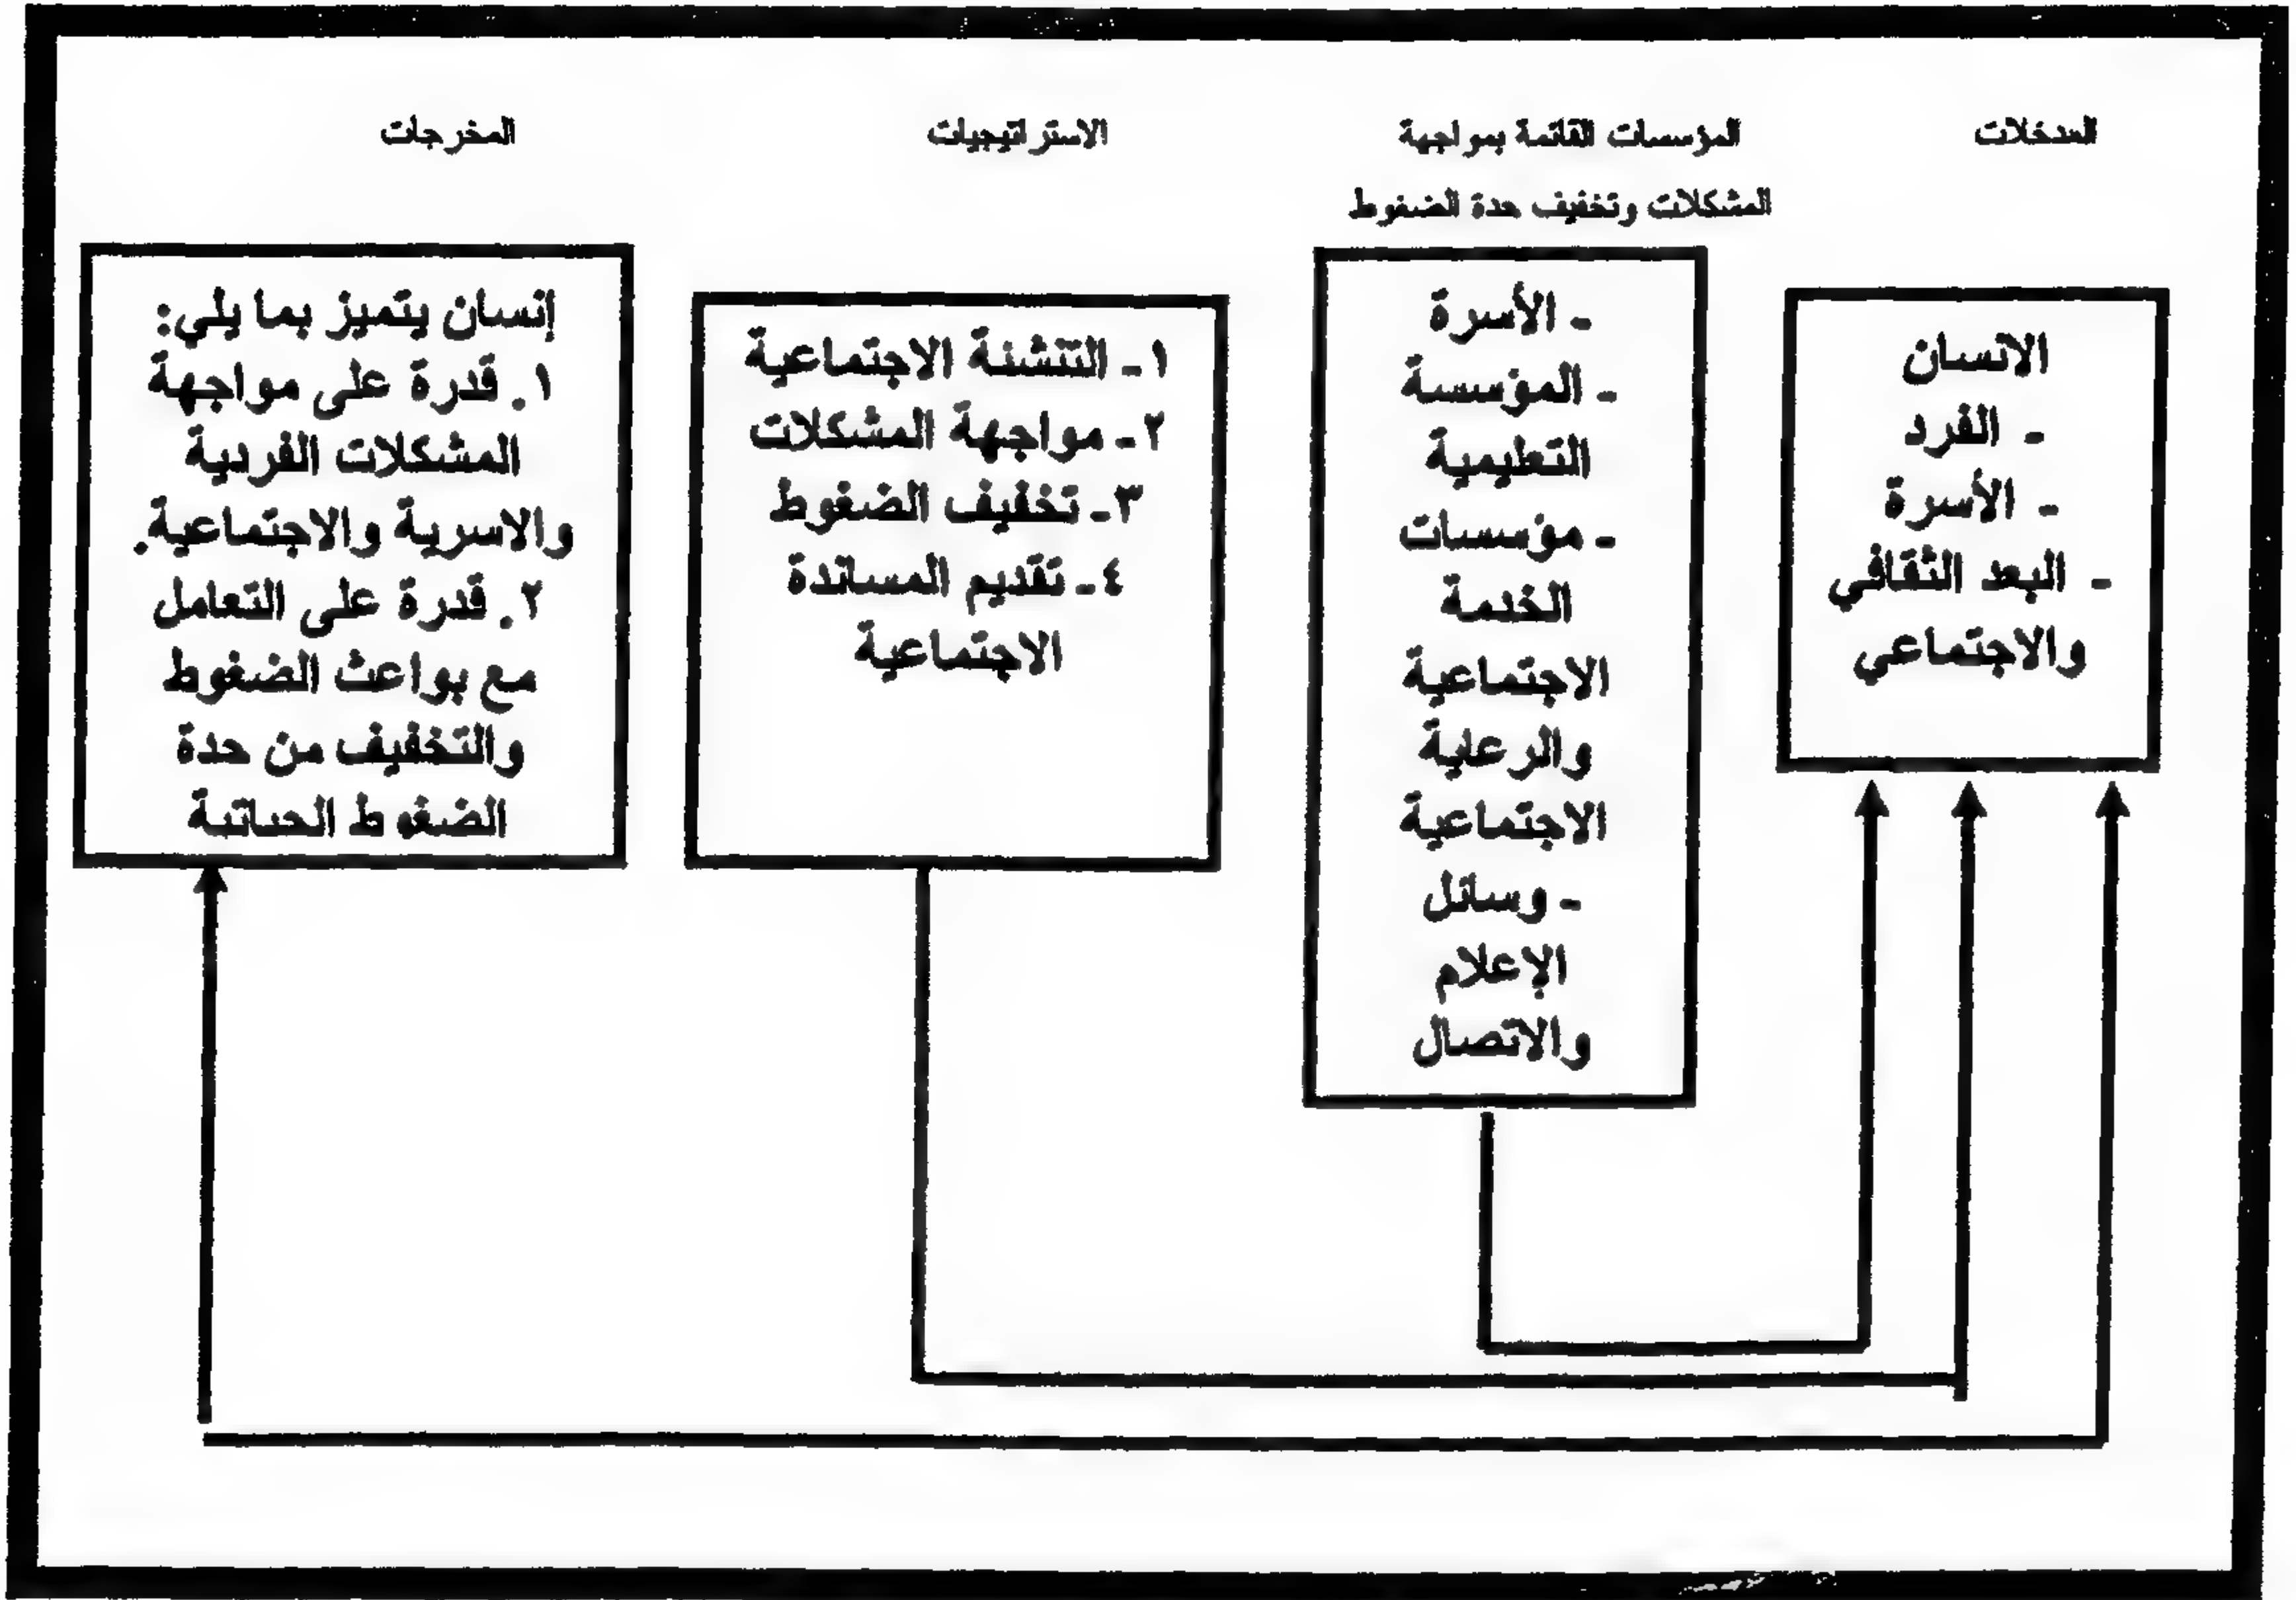 المدخلات
المؤسسات القائمة بمواجهة
المشكلات وتخفيف حدة الضغوط
الاستراتيجيات
المخرجات
الانسان
- الفرد
- الأسرة
- البعد الثقافي
والاجتماعي
- الأسرة
- المؤسسة
التعليمية
- مؤسسات
الخدمة
الاجتماعية
والرعاية
الاجتماعية
- وسائل
الإعلام
والاتصال
١- التنشئة الاجتماعية
٢- مواجهة المشكلات
٣- تخفيف الضغوط
٤- تقديم المساندة
الاجتماعية
إنسان يتميز بما يلي:
١. قدرة على مواجهة
المشكلات الفردية
والاسرية والاجتماعية.
٢. قدرة على التعامل
مع بواعث الضغوط
والتخفيف من حدة
الضغوط الحياتية